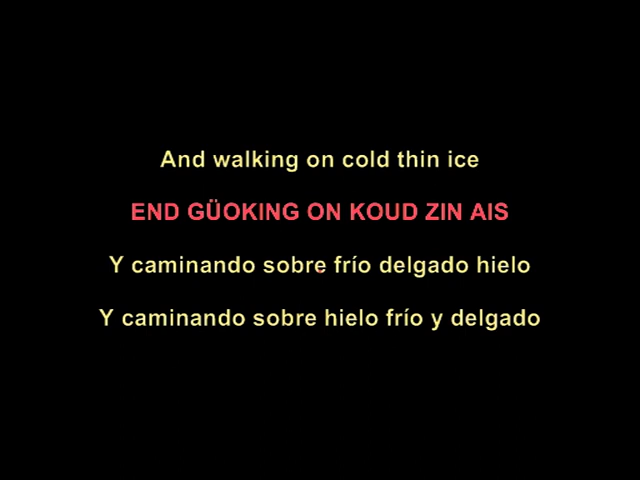 And walking on cold thin ice
END GÜOKING ON KOUD ZIN AIS
Y caminando sobre frío delgado hielo
Y caminando sobre hielo frío y delgado